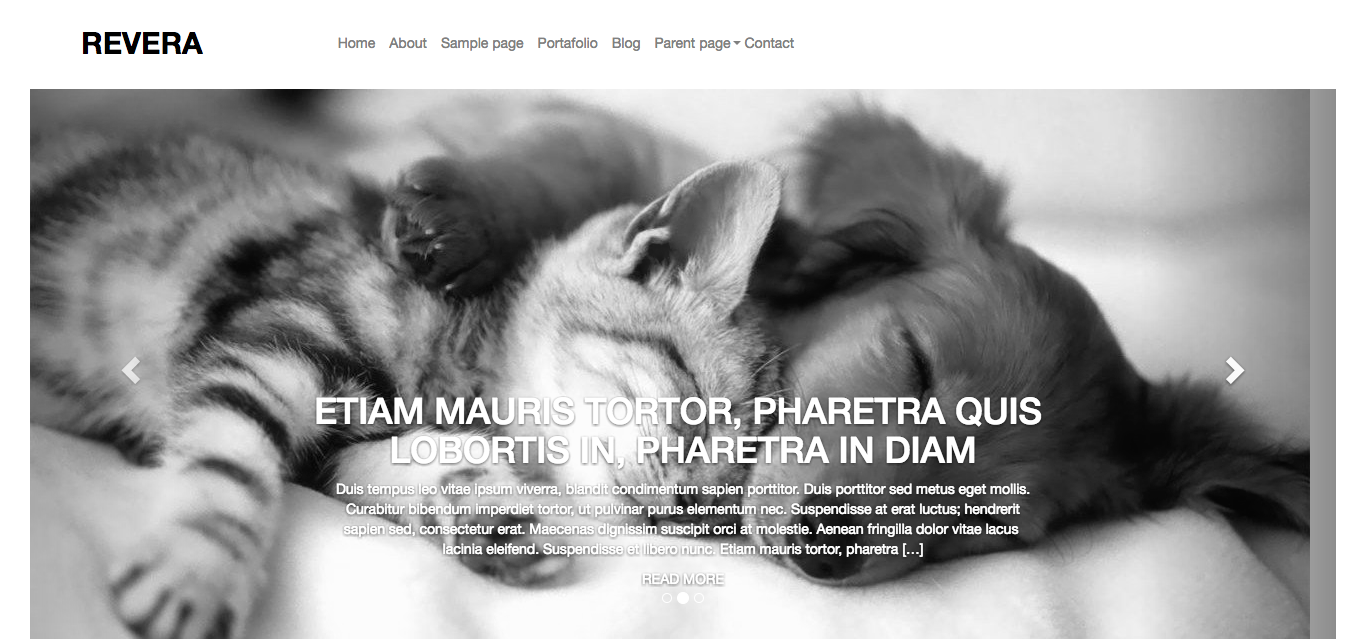 REVERA
Home About Sample page Portafolio Blog Parent page Contact
ETIAM MAURIS TORTOR, PHARETRA QUIS
LOBORTIS IN, PHARETRA IN DIAM
Duis tempus leo vitae ipsum viverra, blandit condimentum sapien porttitor. Duis porttitor sed metus eget mollis.
Curabitur bibendum imperdiet tortor, ut pulvinar purus elementum nec. Suspendisse at erat luctus; hendrerit
sapien sed, consectetur erat. Maecenas dignissim suscipit orci at molestie. Aenean fringilla dolor vitae lacus
lacinia eleifend. Suspendisse et libero nunc. Etiam mauris tortor, pharetra [...]
READ MORE